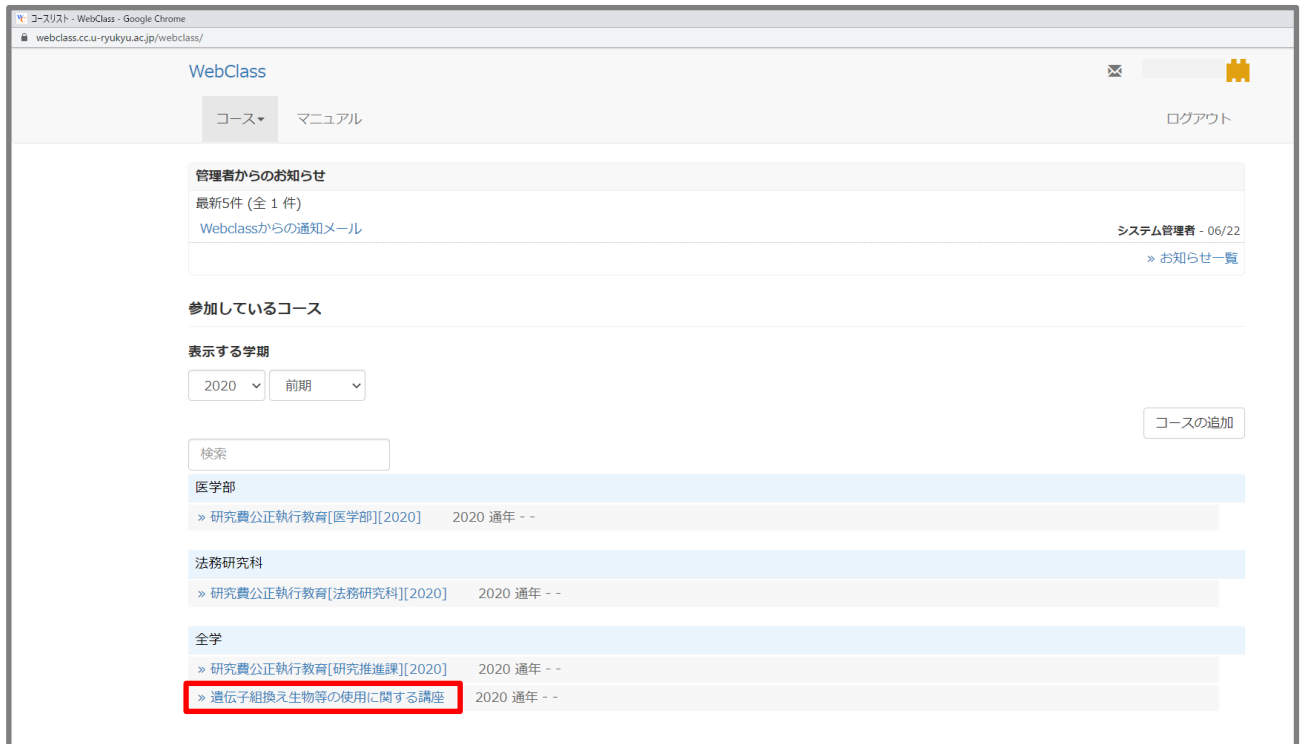 コースリスト - WebClass - Google Chrome
webclass.cc.u-ryukyu.ac.jp/webclass/
WebClass
コース マニュアル ログアウト
管理者からのお知らせ
最新5件 (全 1 件)
Webclassからの通知メール システム管理者 - 06/22
» お知らせ一覧
参加しているコース
表示する学期
2020 前期
コースの追加
検索
医学部
» 研究費公正執行教育[医学部][2020] 2020 通年 - -
法務研究科
» 研究費公正執行教育[法務研究科][2020] 2020 通年 - -
全学
» 研究費公正執行教育[研究推進課][2020] 2020 通年 - -
» 遺伝子組換え生物等の使用に関する講座 2020 通年 - -